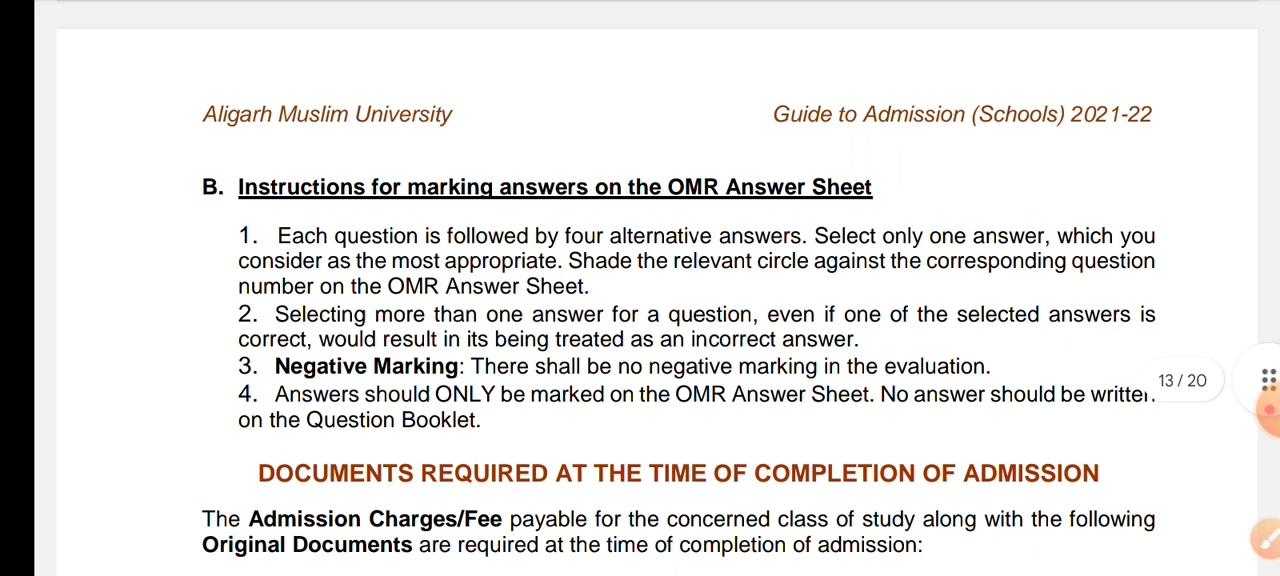 Aligarh Muslim University Guide to Admission (Schools) 2021-22
B. Instructions for marking answers on the OMR Answer Sheet
1. Each question is followed by four alternative answers. Select only one answer, which you
consider as the most appropriate. Shade the relevant circle against the corresponding question
number on the OMR Answer Sheet.
2. Selecting more than one answer for a question, even if one of the selected answers is
correct, would result in its being treated as an incorrect answer.
3. Negative Marking: There shall be no negative marking in the evaluation.
13 / 20
4. Answers should ONLY be marked on the OMR Answer Sheet. No answer should be written
on the Question Booklet.
DOCUMENTS REQUIRED AT THE TIME OF COMPLETION OF ADMISSION
The Admission Charges/Fee payable for the concerned class of study along with the following
Original Documents are required at the time of completion of admission: